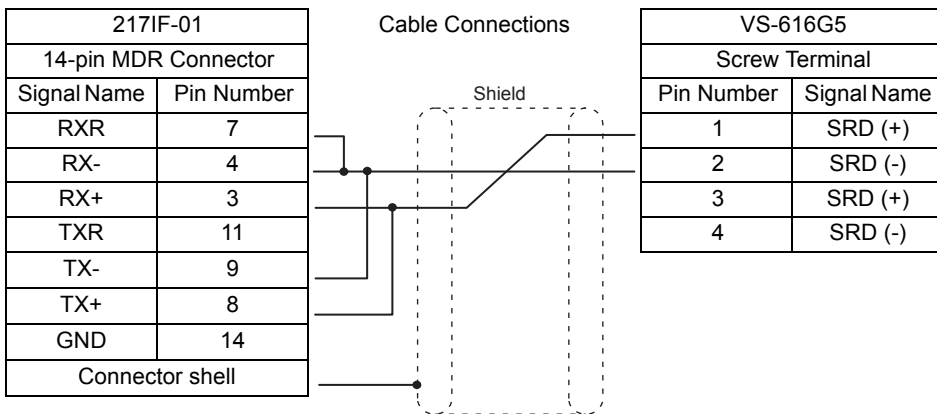 217IF-01 Cable Connections VS-616G5
14-pin MDR Connector Screw Terminal
Signal Name Pin Number Shield Pin Number Signal Name
RXR 7 1 SRD (+)
RX- 4 2 SRD (-)
RX+ 3 3 SRD (+)
TXR 11 4 SRD (-)
TX- 9
TX+ 8
GND 14
Connector shell